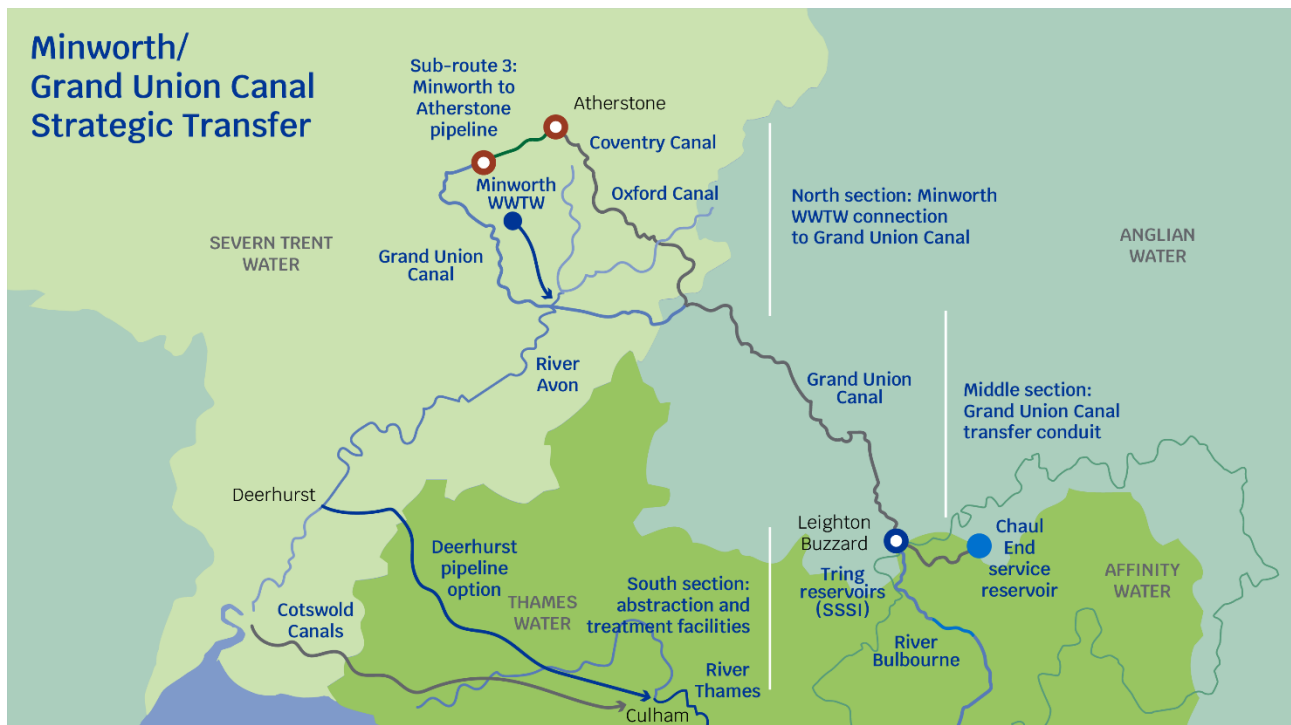 Minworth/
Grand Union Canal
Strategic Transfer
Sub-route 3:
Minworth to
Atherstone
pipeline
Atherstone
Coventry Canal
Minworth
WWTW
Oxford Canal
North section: Minworth
WWTW connection
to Grand Union Canal
SEVERN TRENT
WATER
Grand Union
Canal
ANGLIAN
WATER
River
Avon
Grand Union
Canal
Middle section:
Grand Union Canal
transfer conduit
Deerhurst
Leighton
Buzzard
Chaul
End
service
reservoir
Deerhurst
pipeline
option
South section:
abstraction and
treatment facilities
Tring
reservoirs
(SSSI)
AFFINITY
WATER
THAMES
WATER
Cotswold
Canals
River
Bulbourne
River
Thames
Culham